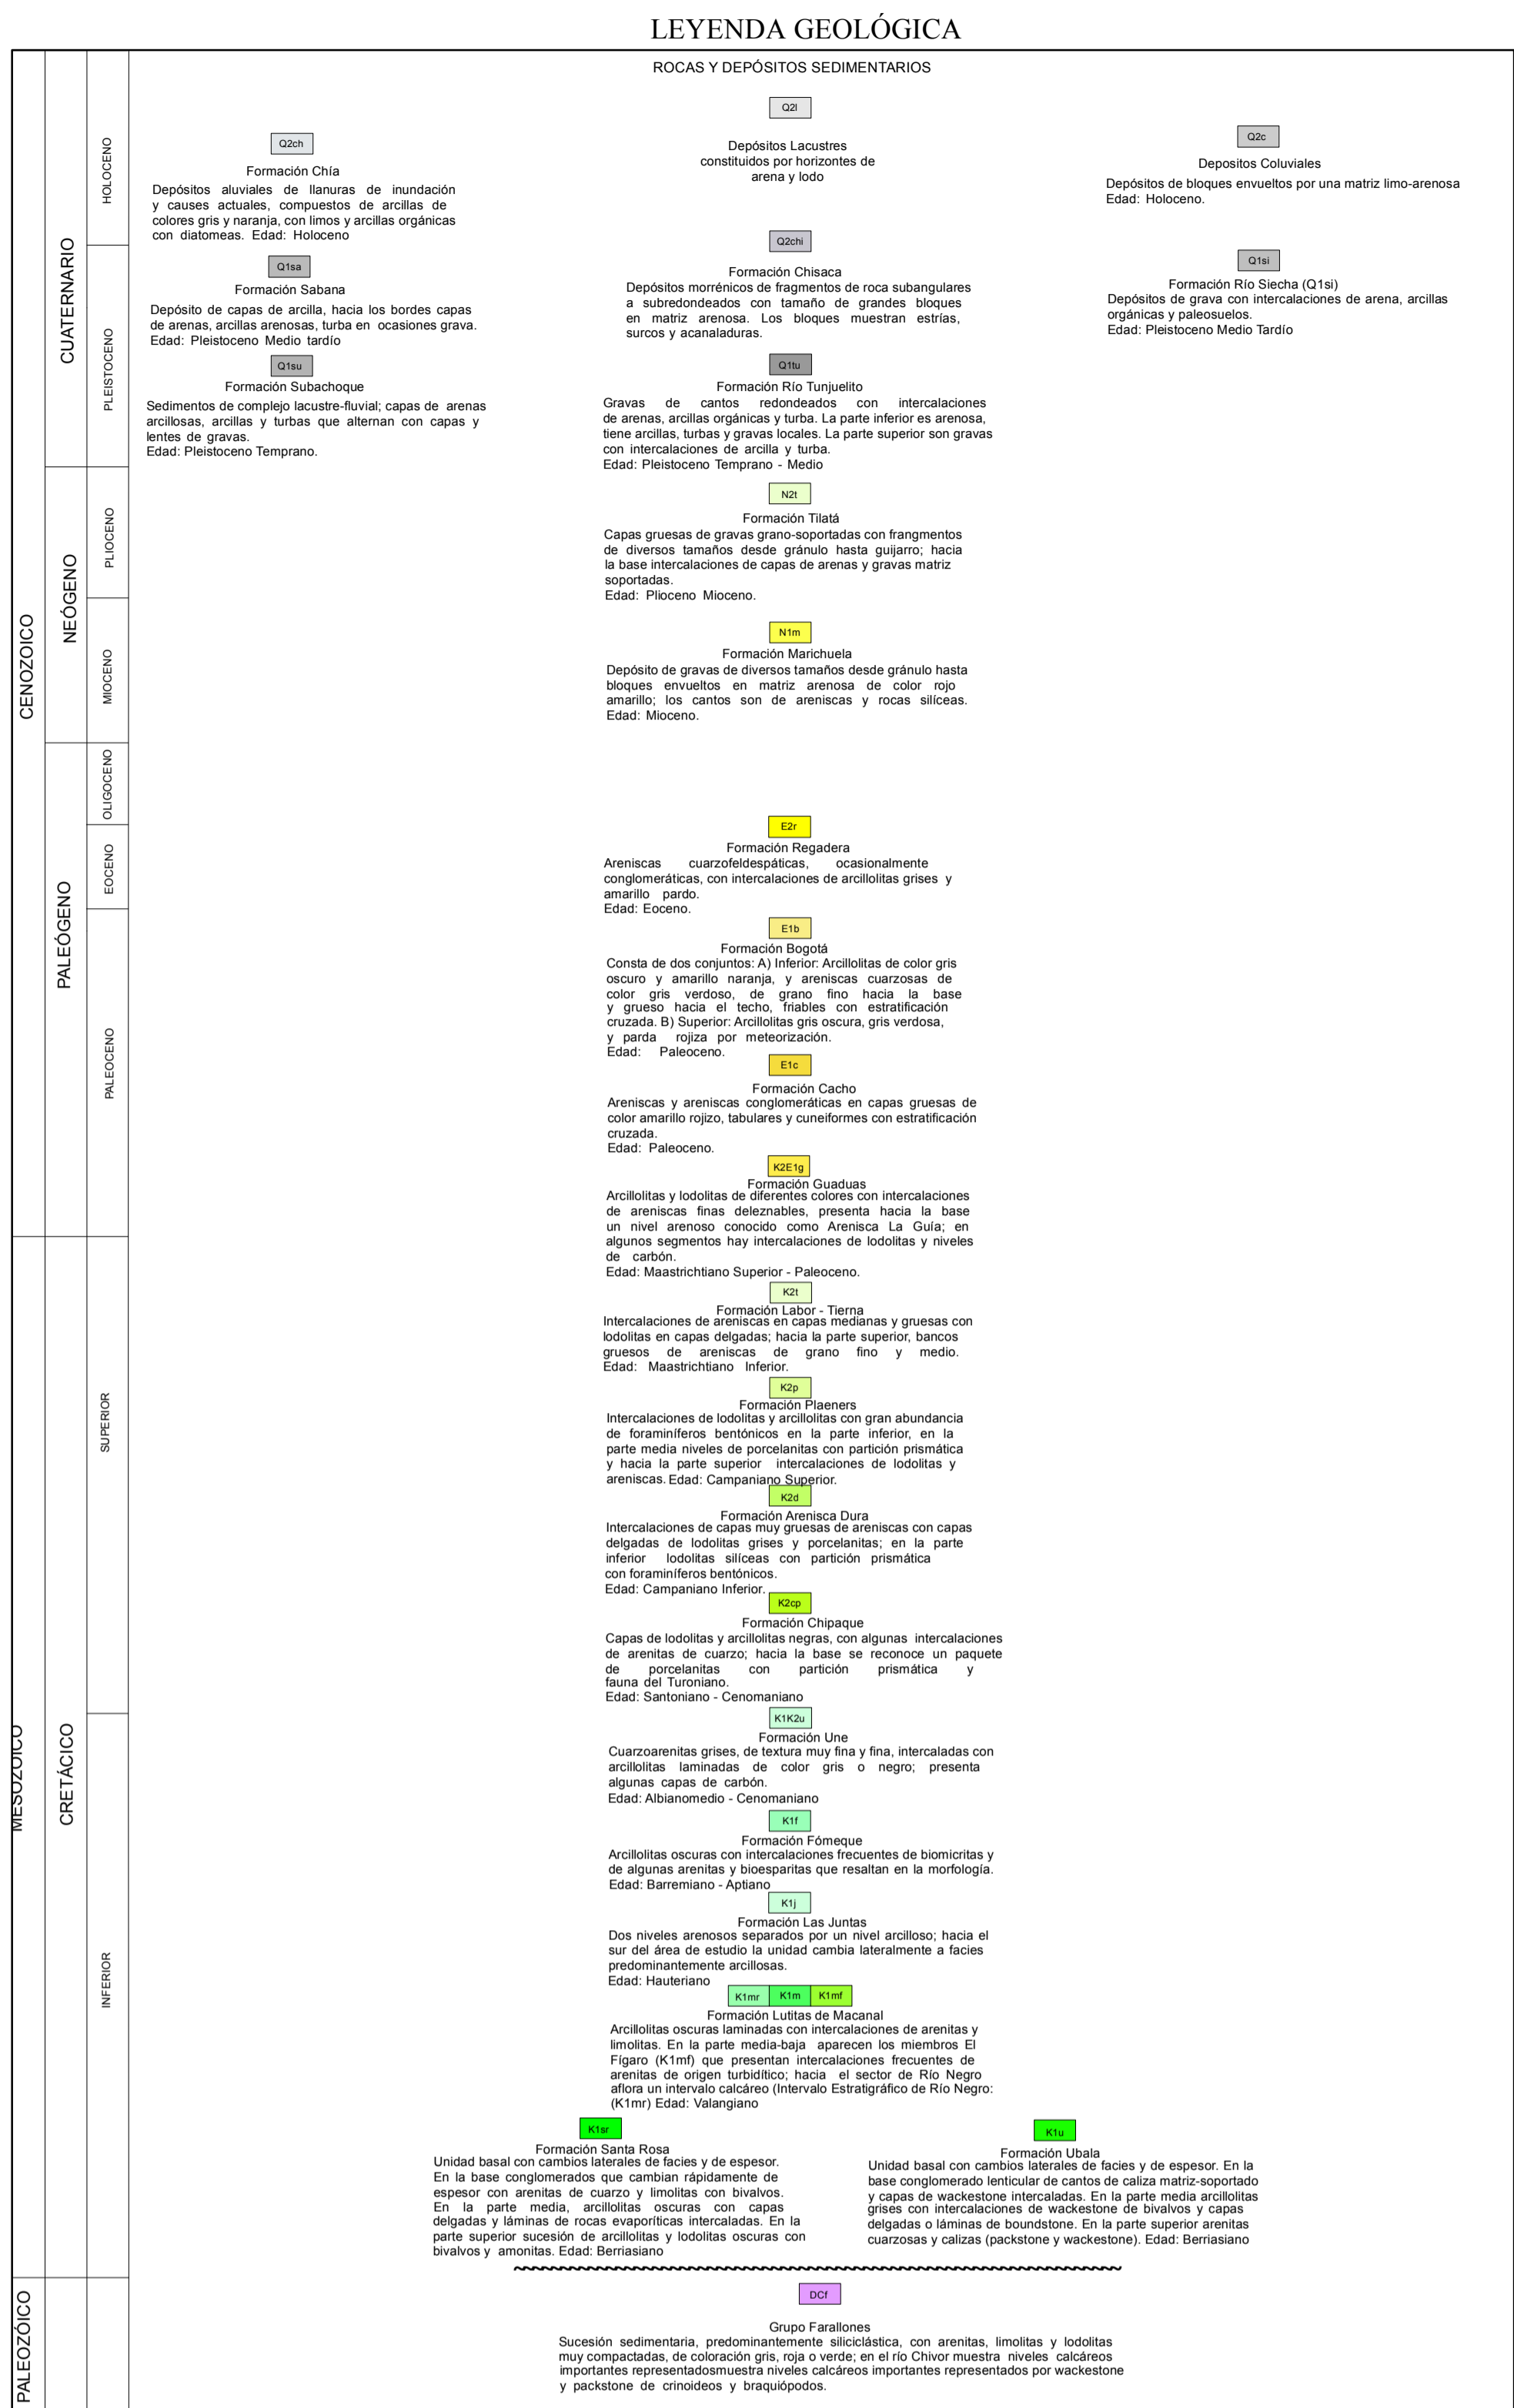 LEYENDA GEOLÓGICA
ROCAS Y DEPÓSITOS SEDIMENTARIOS
CENOZOICO
CUATERNARIO
HOLOCENO
PLEISTOCENO
NEÓGENO
PLIOCENO
MIOCENO
PALEÓGENO
OLIGOCENO
EOCENO
PALEOCENO
MESOZOICO
CRETÁCICO
SUPERIOR
INFERIOR
PALEOZÓICO
Q2l
Depósitos Lacustres
constituidos por horizontes de
arena y lodo
Q2ch
Formación Chía
Depósitos aluviales de llanuras de inundación
y causes actuales, compuestos de arcillas de
colores gris y naranja, con limos y arcillas orgánicas
con diatomeas. Edad: Holoceno
Q2c
Depositos Coluviales
Depósitos de bloques envueltos por una matriz limo-arenosa
Edad: Holoceno.
Q1sa
Formación Sabana
Depósito de capas de arcilla, hacia los bordes capas
de arenas, arcillas arenosas, turba en ocasiones grava.
Edad: Pleistoceno Medio tardío
Q2chi
Formación Chisaca
Depósitos morrénicos de fragmentos de roca subangulares
a subredondeados con tamaño de grandes bloques
en matriz arenosa. Los bloques muestran estrías,
surcos y acanaladuras.
Q1si
Formación Río Siecha (Q1si)
Depósitos de grava con intercalaciones de arena, arcillas
orgánicas y paleosuelos.
Edad: Pleistoceno Medio Tardío
Q1su
Formación Subachoque
Sedimentos de complejo lacustre-fluvial; capas de arenas
arcillosas, arcillas y turbas que alternan con capas y
lentes de gravas.
Edad: Pleistoceno Temprano.
Q1tu
Formación Río Tunjuelito
Gravas de cantos redondeados con intercalaciones
de arenas, arcillas orgánicas y turba. La parte inferior es arenosa,
tiene arcillas, turbas y gravas locales. La parte superior son gravas
con intercalaciones de arcilla y turba.
Edad: Pleistoceno Temprano - Medio
N2t
Formación Tilatá
Capas gruesas de gravas grano-soportadas con frangmentos
de diversos tamaños desde gránulo hasta guijarro; hacia
la base intercalaciones de capas de arenas y gravas matriz
soportadas.
Edad: Plioceno Mioceno.
N1m
Formación Marichuela
Depósito de gravas de diversos tamaños desde gránulo hasta
bloques envueltos en matriz arenosa de color rojo
amarillo; los cantos son de areniscas y rocas silíceas.
Edad: Mioceno.
E2r
Formación Regadera
Areniscas cuarzofeldespáticas, ocasionalmente
conglomeráticas, con intercalaciones de arcillolitas grises y
amarillo pardo.
Edad: Eoceno.
E1b
Formación Bogotá
Consta de dos conjuntos: A) Inferior: Arcillolitas de color gris
oscuro y amarillo naranja, y areniscas cuarzosas de
color gris verdoso, de grano fino hacia la base
y grueso hacia el techo, friables con estratificación
cruzada. B) Superior: Arcillolitas gris oscura, gris verdosa,
y parda rojiza por meteorización.
Edad: Paleoceno.
E1c
Formación Cacho
Areniscas y areniscas conglomeráticas en capas gruesas de
color amarillo rojizo, tabulares y cuneiformes con estratificación
cruzada.
Edad: Paleoceno.
K2E1g
Formación Guaduas
Arcillolitas y lodolitas de diferentes colores con intercalaciones
de areniscas finas deleznables, presenta hacia la base
un nivel arenoso conocido como Arenisca La Guía; en
algunos segmentos hay intercalaciones de lodolitas y niveles
de carbón.
Edad: Maastrichtiano Superior - Paleoceno.
K2t
Formación Labor - Tierna
Intercalaciones de areniscas en capas medianas y gruesas con
lodolitas en capas delgadas; hacia la parte superior, bancos
gruesos de areniscas de grano fino y medio.
Edad: Maastrichtiano Inferior.
K2p
Formación Plaeners
Intercalaciones de lodolitas y arcillolitas con gran abundancia
de foraminíferos bentónicos en la parte inferior, en la
parte media niveles de porcelanitas con partición prismática
y hacia la parte superior intercalaciones de lodolitas y
areniscas. Edad: Campaniano Superior.
K2d
Formación Arenisca Dura
Intercalaciones de capas muy gruesas de areniscas con capas
delgadas de lodolitas grises y porcelanitas; en la parte
inferior lodolitas silíceas con partición prismática
con foraminíferos bentónicos.
Edad: Campaniano Inferior.
K2cp
Formación Chipaque
Capas de lodolitas y arcillolitas negras, con algunas intercalaciones
de arenitas de cuarzo; hacia la base se reconoce un paquete
de porcelanitas con partición prismática y
fauna del Turoniano.
Edad: Santoniano - Cenomaniano
K1K2u
Formación Une
Cuarzoarenitas grises, de textura muy fina y fina, intercaladas con
arcillolitas laminadas de color gris o negro; presenta
algunas capas de carbón.
Edad: Albianomedio - Cenomaniano
K1f
Formación Fómeque
Arcillolitas oscuras con intercalaciones frecuentes de biomicritas y
de algunas arenitas y bioesparitas que resaltan en la morfología.
Edad: Barremiano - Aptiano
K1j
Formación Las Juntas
Dos niveles arenosos separados por un nivel arcilloso; hacia el
sur del área de estudio la unidad cambia lateralmente a facies
predominantemente arcillosas.
Edad: Hauteriano
K1mr K1m K1mf
Formación Lutitas de Macanal
Arcillolitas oscuras laminadas con intercalaciones de arenitas y
limolitas. En la parte media-baja aparecen los miembros El
Fígaro (K1mf) que presentan intercalaciones frecuentes de
arenitas de origen turbidítico; hacia el sector de Río Negro
aflora un intervalo calcáreo (Intervalo Estratigráfico de Río Negro:
(K1mr) Edad: Valangiano
K1sr
Formación Santa Rosa
Unidad basal con cambios laterales de facies y de espesor.
En la base conglomerados que cambian rápidamente de
espesor con arenitas de cuarzo y limolitas con bivalvos.
En la parte media, arcillolitas oscuras con capas
delgadas y láminas de rocas evaporíticas intercaladas. En la
parte superior sucesión de arcillolitas y lodolitas oscuras con
bivalvos y amonitas. Edad: Berriasiano
K1u
Formación Ubala
Unidad basal con cambios laterales de facies y de espesor. En la
base conglomerado lenticular de cantos de caliza matriz-soportado
y capas de wackestone intercaladas. En la parte media arcillolitas
grises con intercalaciones de wackestone de bivalvos y capas
delgadas o láminas de boundstone. En la parte superior arenitas
cuarzosas y calizas (packstone y wackestone). Edad: Berriasiano
DCf
Grupo Farallones
Sucesión sedimentaria, predominantemente siliciclástica, con arenitas, limolitas y lodolitas
muy compactadas, de coloración gris, roja o verde; en el río Chivor muestra niveles calcáreos
importantes representadosmuestra niveles calcáreos importantes representados por wackestone
y packstone de crinoideos y braquiópodos.